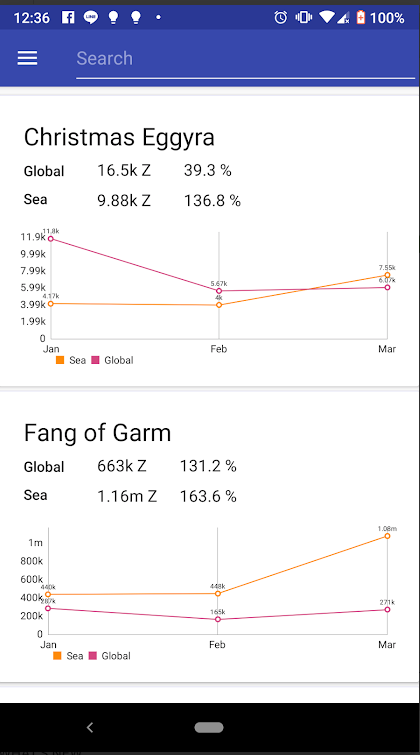 12:36 LINE 100%
Search
Christmas Eggyra
Global 16.5k Z 39.3 %
Sea 9.88k Z 136.8 %
11.9k 11.8k
9.99k
7.99k 7.55k
5.99k 5.67k 6.07k
3.99k 4.17k 4k
1.99k
0
Jan Feb Mar
Sea Global
Fang of Garm
Global 663k Z 131.2 %
Sea 1.16m Z 163.6 %
1.08m
1m
800k
600k
440k 448k
400k 287k 271k
200k 165k
0
Jan Feb Mar
Sea Global